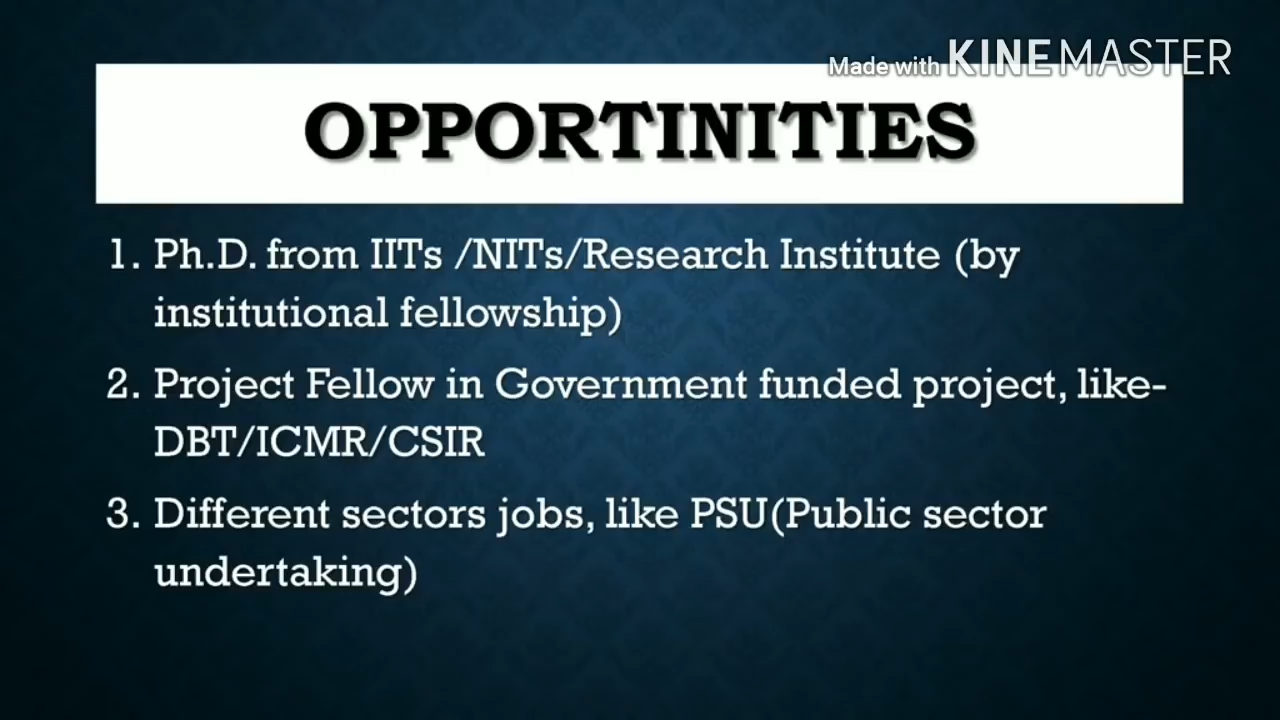 Made with KINEMASTER
OPPORTINITIES
1. Ph.D. from IITs /NITs/Research Institute (by
institutional fellowship)
2. Project Fellow in Government funded project, like-
DBT/ICMR/CSIR
3. Different sectors jobs, like PSU(Public sector
undertaking)